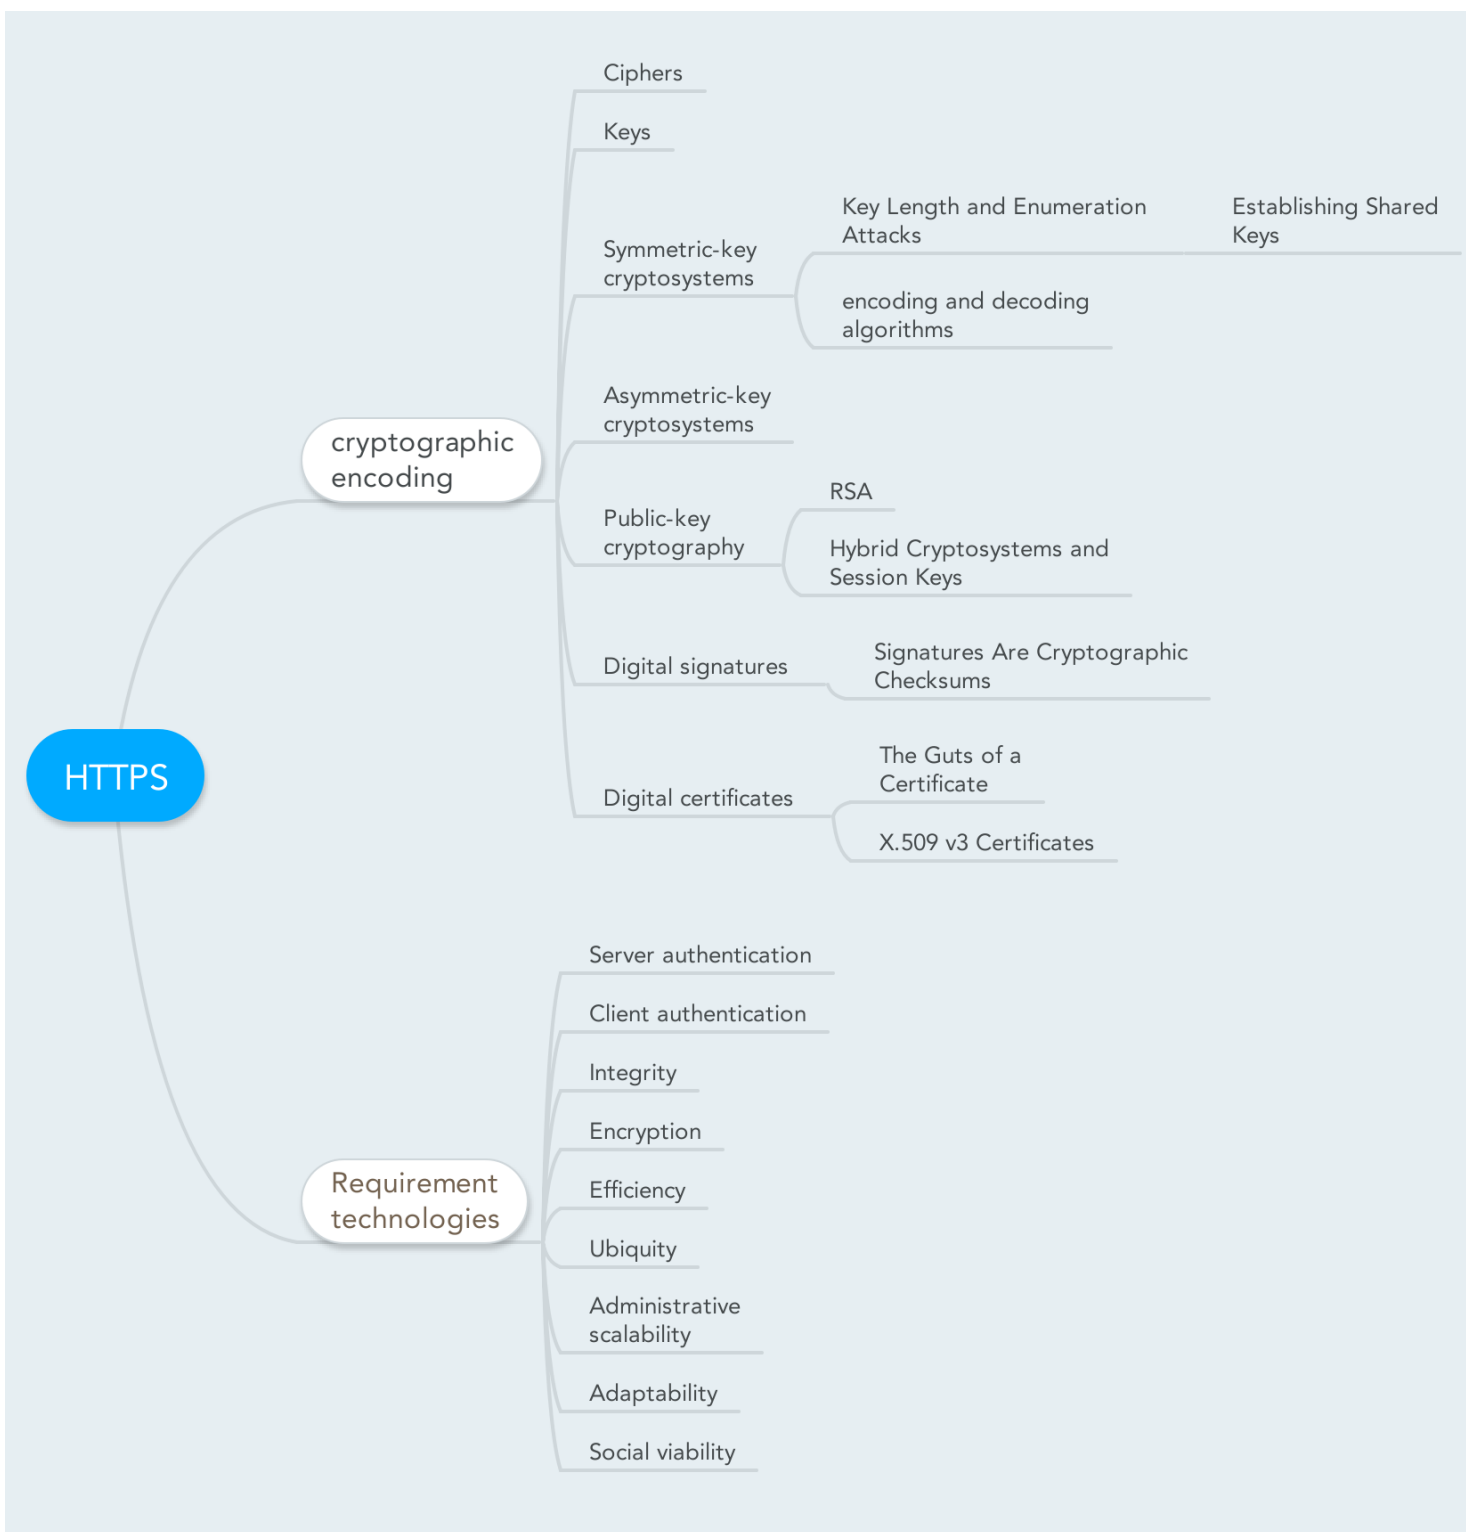 Ciphers
Keys
Key Length and Enumeration
Attacks
Establishing Shared
Keys
Symmetric-key
cryptosystems
encoding and decoding
algorithms
Asymmetric-key
cryptosystems
cryptographic
encoding
RSA
Public-key
cryptography
Hybrid Cryptosystems and
Session Keys
Digital signatures
Signatures Are Cryptographic
Checksums
HTTPS
The Guts of a
Certificate
Digital certificates
X.509 v3 Certificates
Server authentication
Client authentication
Integrity
Encryption
Requirement
technologies
Efficiency
Ubiquity
Administrative
scalability
Adaptability
Social viability